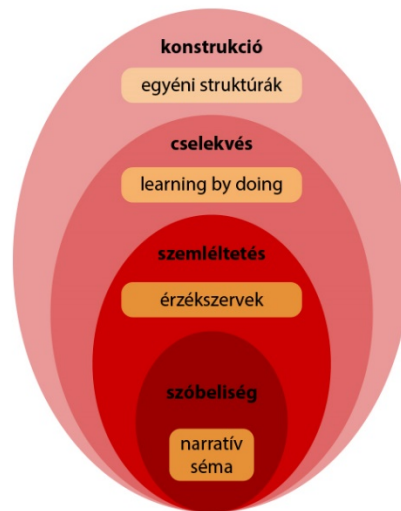 konstrukció
egyéni struktúrák
cselekvés
learning by doing
szemléltetés
érzékszervek
szóbeliség
narratív
séma